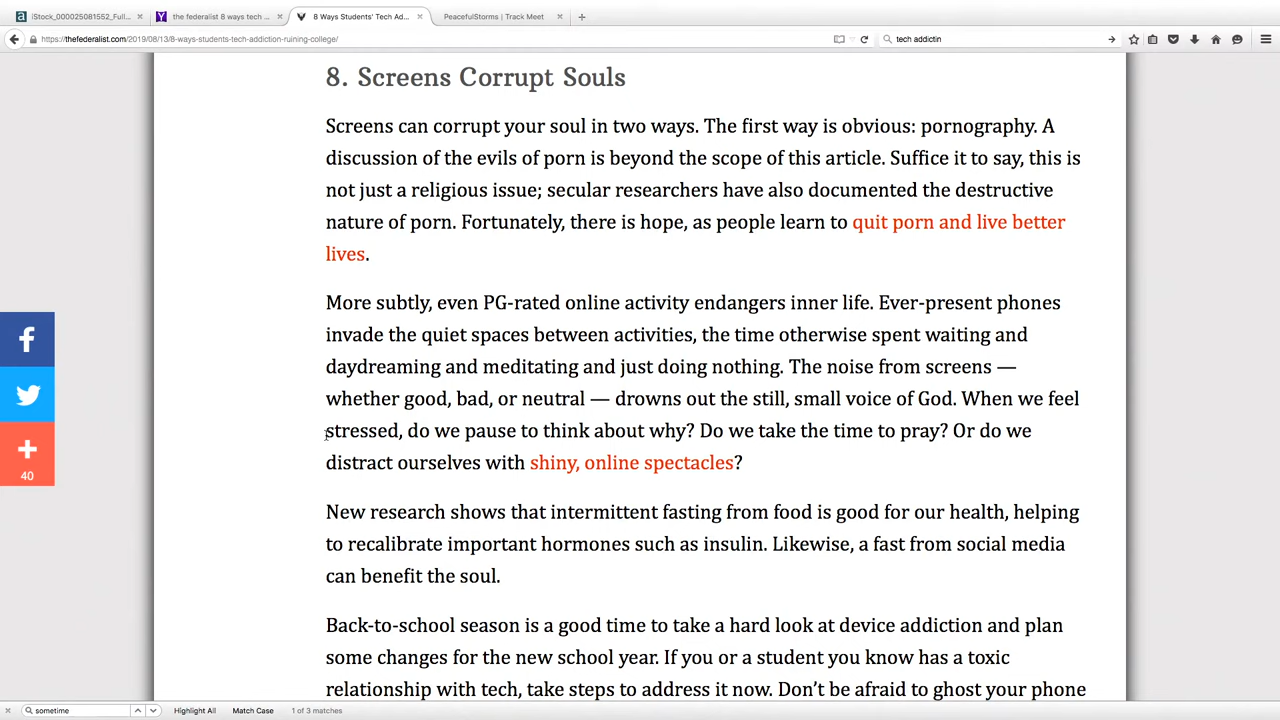 iStock_000025081552_Full...
the federalist 8 ways tech ...
8 Ways Students' Tech Ad...
PeacefulStorms | Track Meet
https://thefederalist.com/2019/08/13/8-ways-students-tech-addiction-ruining-college/
tech addictin
8. Screens Corrupt Souls
Screens can corrupt your soul in two ways. The first way is obvious: pornography. A
discussion of the evils of porn is beyond the scope of this article. Suffice it to say, this is
not just a religious issue; secular researchers have also documented the destructive
nature of porn. Fortunately, there is hope, as people learn to quit porn and live better
lives.
More subtly, even PG-rated online activity endangers inner life. Ever-present phones
invade the quiet spaces between activities, the time otherwise spent waiting and
daydreaming and meditating and just doing nothing. The noise from screens —
whether good, bad, or neutral — drowns out the still, small voice of God. When we feel
stressed, do we pause to think about why? Do we take the time to pray? Or do we
distract ourselves with shiny, online spectacles?
40
New research shows that intermittent fasting from food is good for our health, helping
to recalibrate important hormones such as insulin. Likewise, a fast from social media
can benefit the soul.
Back-to-school season is a good time to take a hard look at device addiction and plan
some changes for the new school year. If you or a student you know has a toxic
relationship with tech, take steps to address it now. Don’t be afraid to ghost your phone
sometime
Highlight All
Match Case
1 of 3 matches